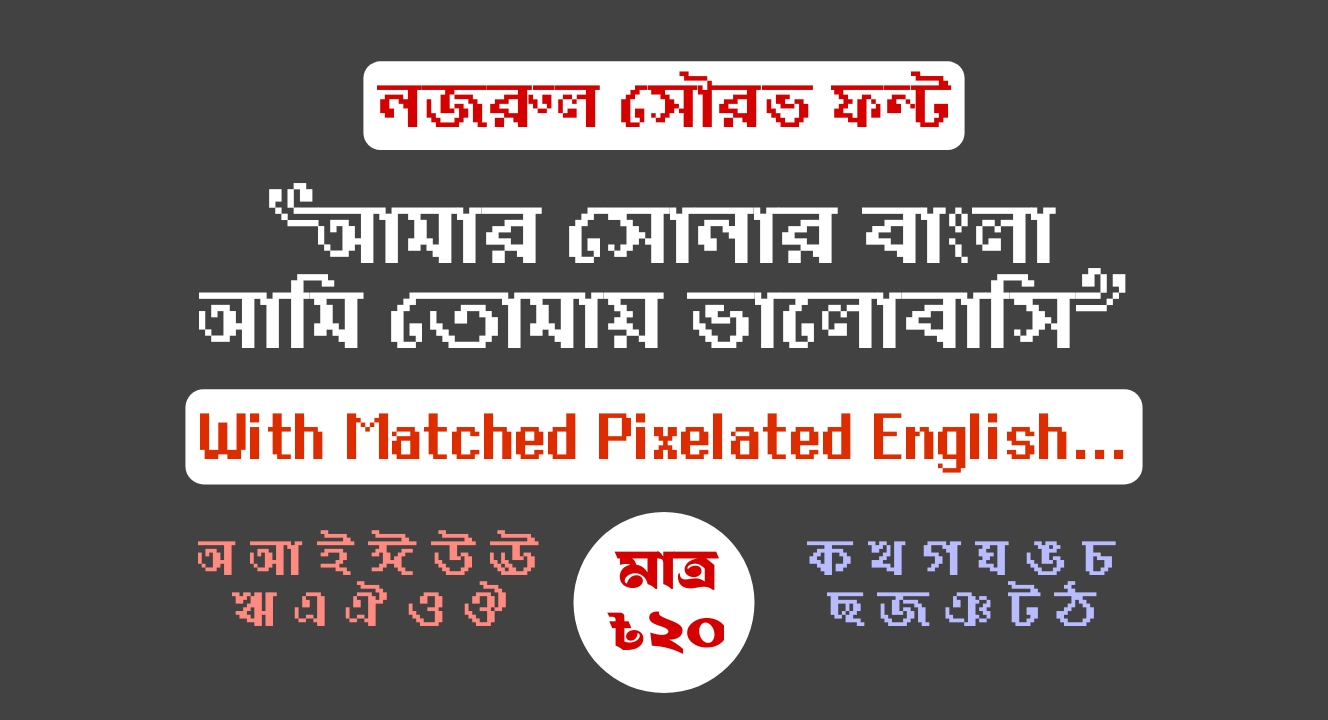 নজরুল সৌরভ ফন্ট
“আমার সোনার বাংলা
আমি তোমায় ভালোবাসি”
With Matched Pixelated English...
অ আ ই ঈ উ ঊ
ঋ এ ঐ ও ঔ
মাত্র
৳২০
ক খ গ ঘ ঙ চ
ছ জ ঞ ট ঠ